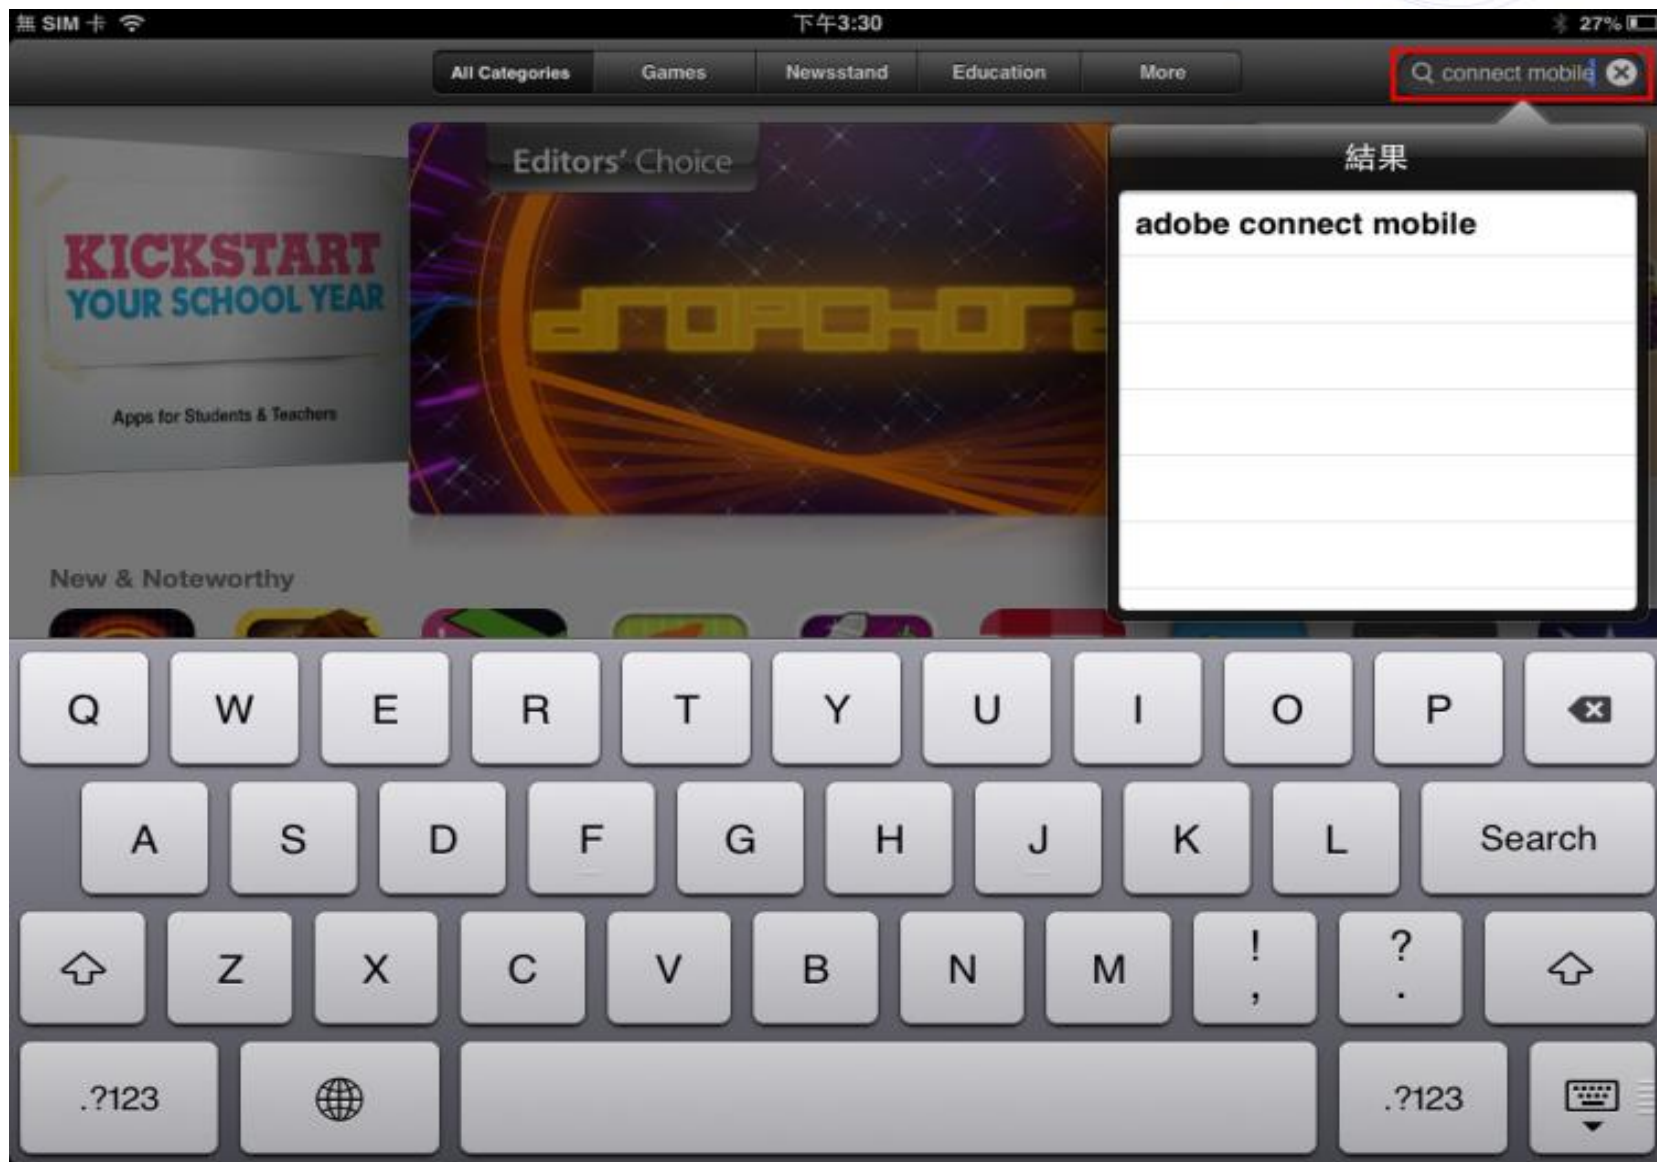 無 SIM 卡 下午3:30 27%
All Categories Games Newsstand Education More connect mobile
結果
adobe connect mobile
Editors' Choice
KICKSTART
YOUR SCHOOL YEAR
Apps for Students & Teachers
New & Noteworthy
Q W E R T Y U I O P
A S D F G H J K L Search
Z X C V B N M ! , ? .
.?123 .?123